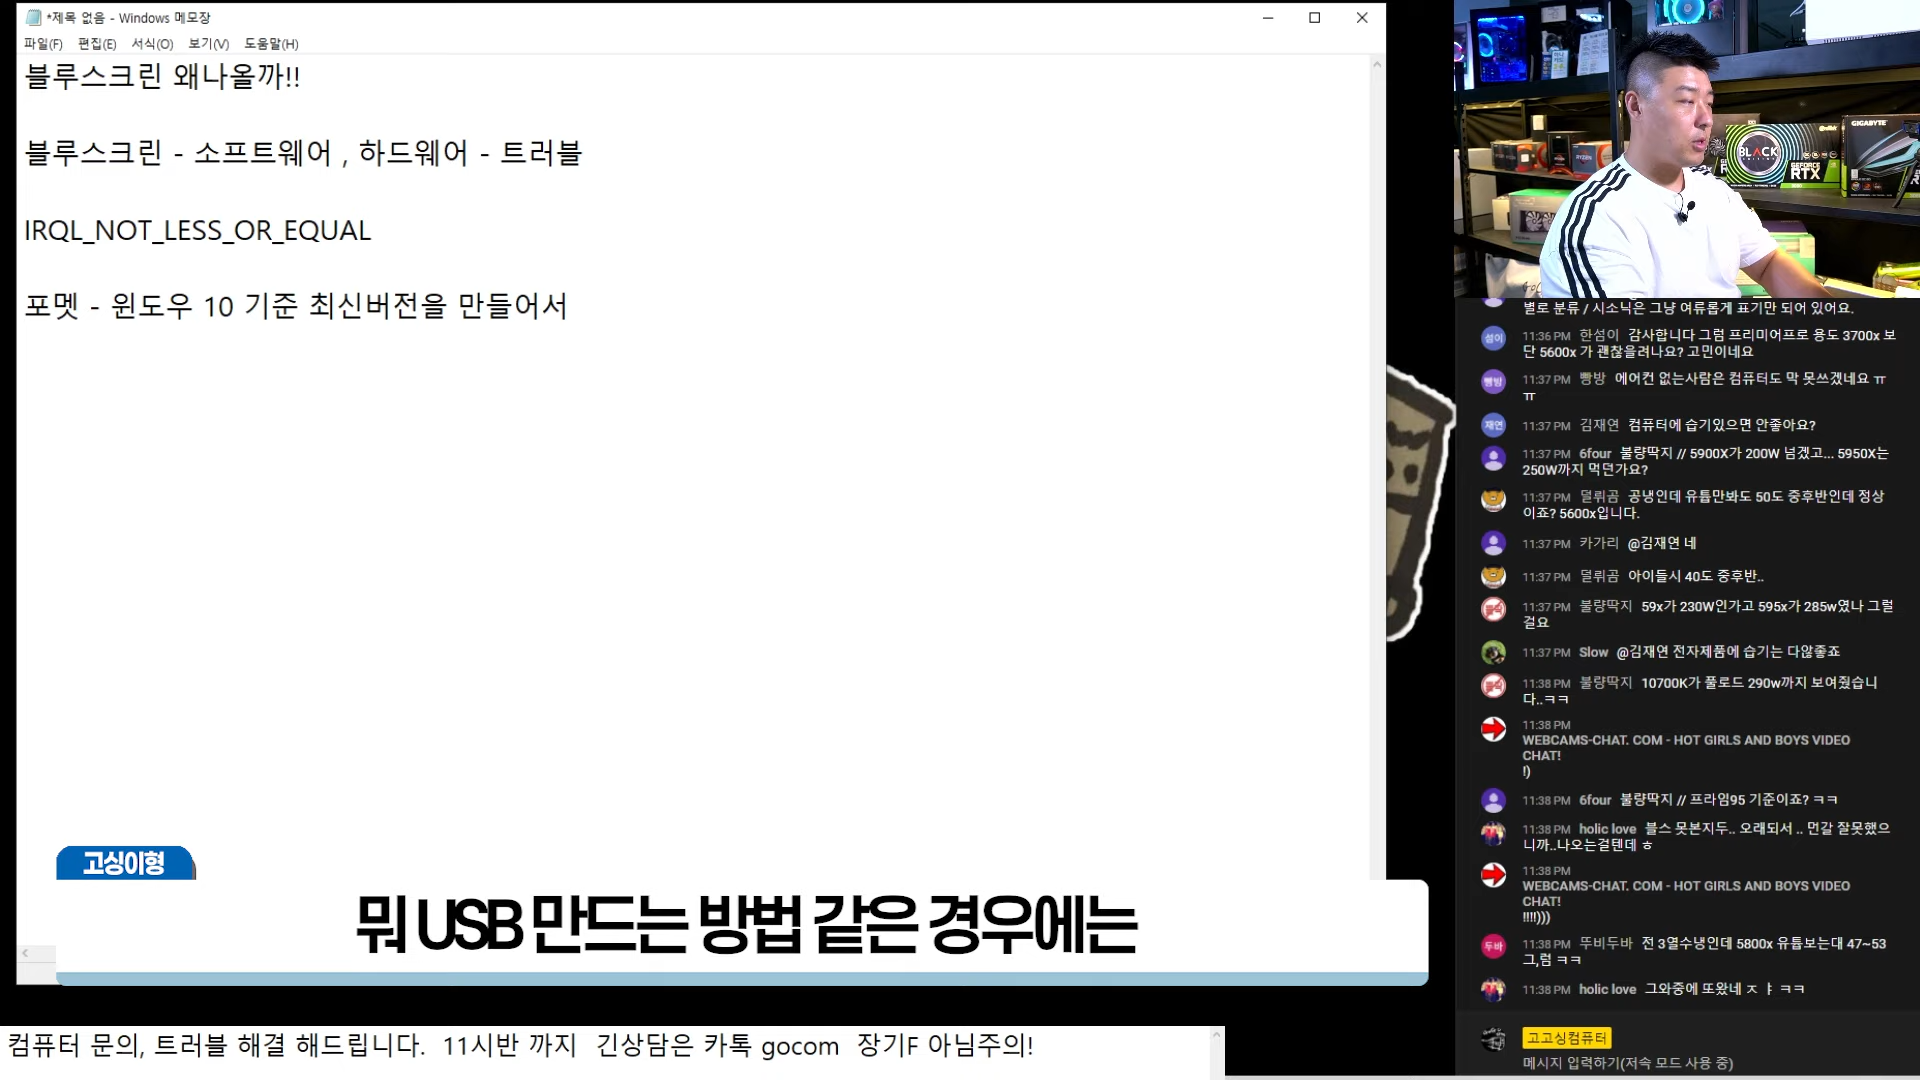 *제목 없음 - Windows 메모장
파일(F) 편집(E) 서식(O) 보기(V) 도움말(H)
블루스크린 왜나올까!!
블루스크린 - 소프트웨어 , 하드웨어 - 트러블
IRQL_NOT_LESS_OR_EQUAL
포멧 - 윈도우 10 기준 최신버전을 만들어서
고싱이형
뭐 USB 만드는 방법 같은 경우에는
컴퓨터 문의, 트러블 해결 해드립니다. 11시반 까지 긴상담은 카톡 gocom 장기F 아님주의!
BLACK
GEFORCE
RTX
GIGABYTE
RYZEN
별로 분류 / 시소닉은 그냥 여류롭게 표기만 되어 있어요.
섬이
11:36 PM 한섬이 감사합니다 그럼 프리미어프로 용도 3700x 보
단 5600x 가 괜찮을려나요? 고민이네요
빵방
11:37 PM 빵방 에어컨 없는사람은 컴퓨터도 막 못쓰겠네요 ㅠ
ㅠ
재연
11:37 PM 김재연 컴퓨터에 습기있으면 안좋아요?
11:37 PM 6four 불량딱지 // 5900X가 200W 넘겠고... 5950X는
250W까지 먹던가요?
11:37 PM 덜뤼곰 공냉인데 유튭만봐도 50도 중후반인데 정상
이죠? 5600x입니다.
11:37 PM 카가리 @김재연 네
11:37 PM 덜뤼곰 아이들시 40도 중후반..
11:37 PM 불량딱지 59x가 230W인가고 595x가 285w였나 그럴
걸요
11:37 PM Slow @김재연 전자제품에 습기는 다않좋죠
11:38 PM 불량딱지 10700K가 풀로드 290w까지 보여줬습니
다..ㅋㅋ
11:38 PM
WEBCAMS-CHAT. COM - HOT GIRLS AND BOYS VIDEO
CHAT!
!)
11:38 PM 6four 불량딱지 // 프라임95 기준이죠? ㅋㅋ
11:38 PM holic love 블스 못본지두.. 오래되서 .. 먼갈 잘못했으
니까..나오는걸텐데 ㅎ
11:38 PM
WEBCAMS-CHAT. COM - HOT GIRLS AND BOYS VIDEO
CHAT!
!!!!)))
두바
11:38 PM 뚜비두바 전 3열수냉인데 5800x 유튭보는대 47~53
그,럼 ㅋㅋ
11:38 PM holic love 그와중에 또왔네 ㅈ ㅑ ㅋㅋ
고고싱컴퓨터
메시지 입력하기(저속 모드 사용 중)